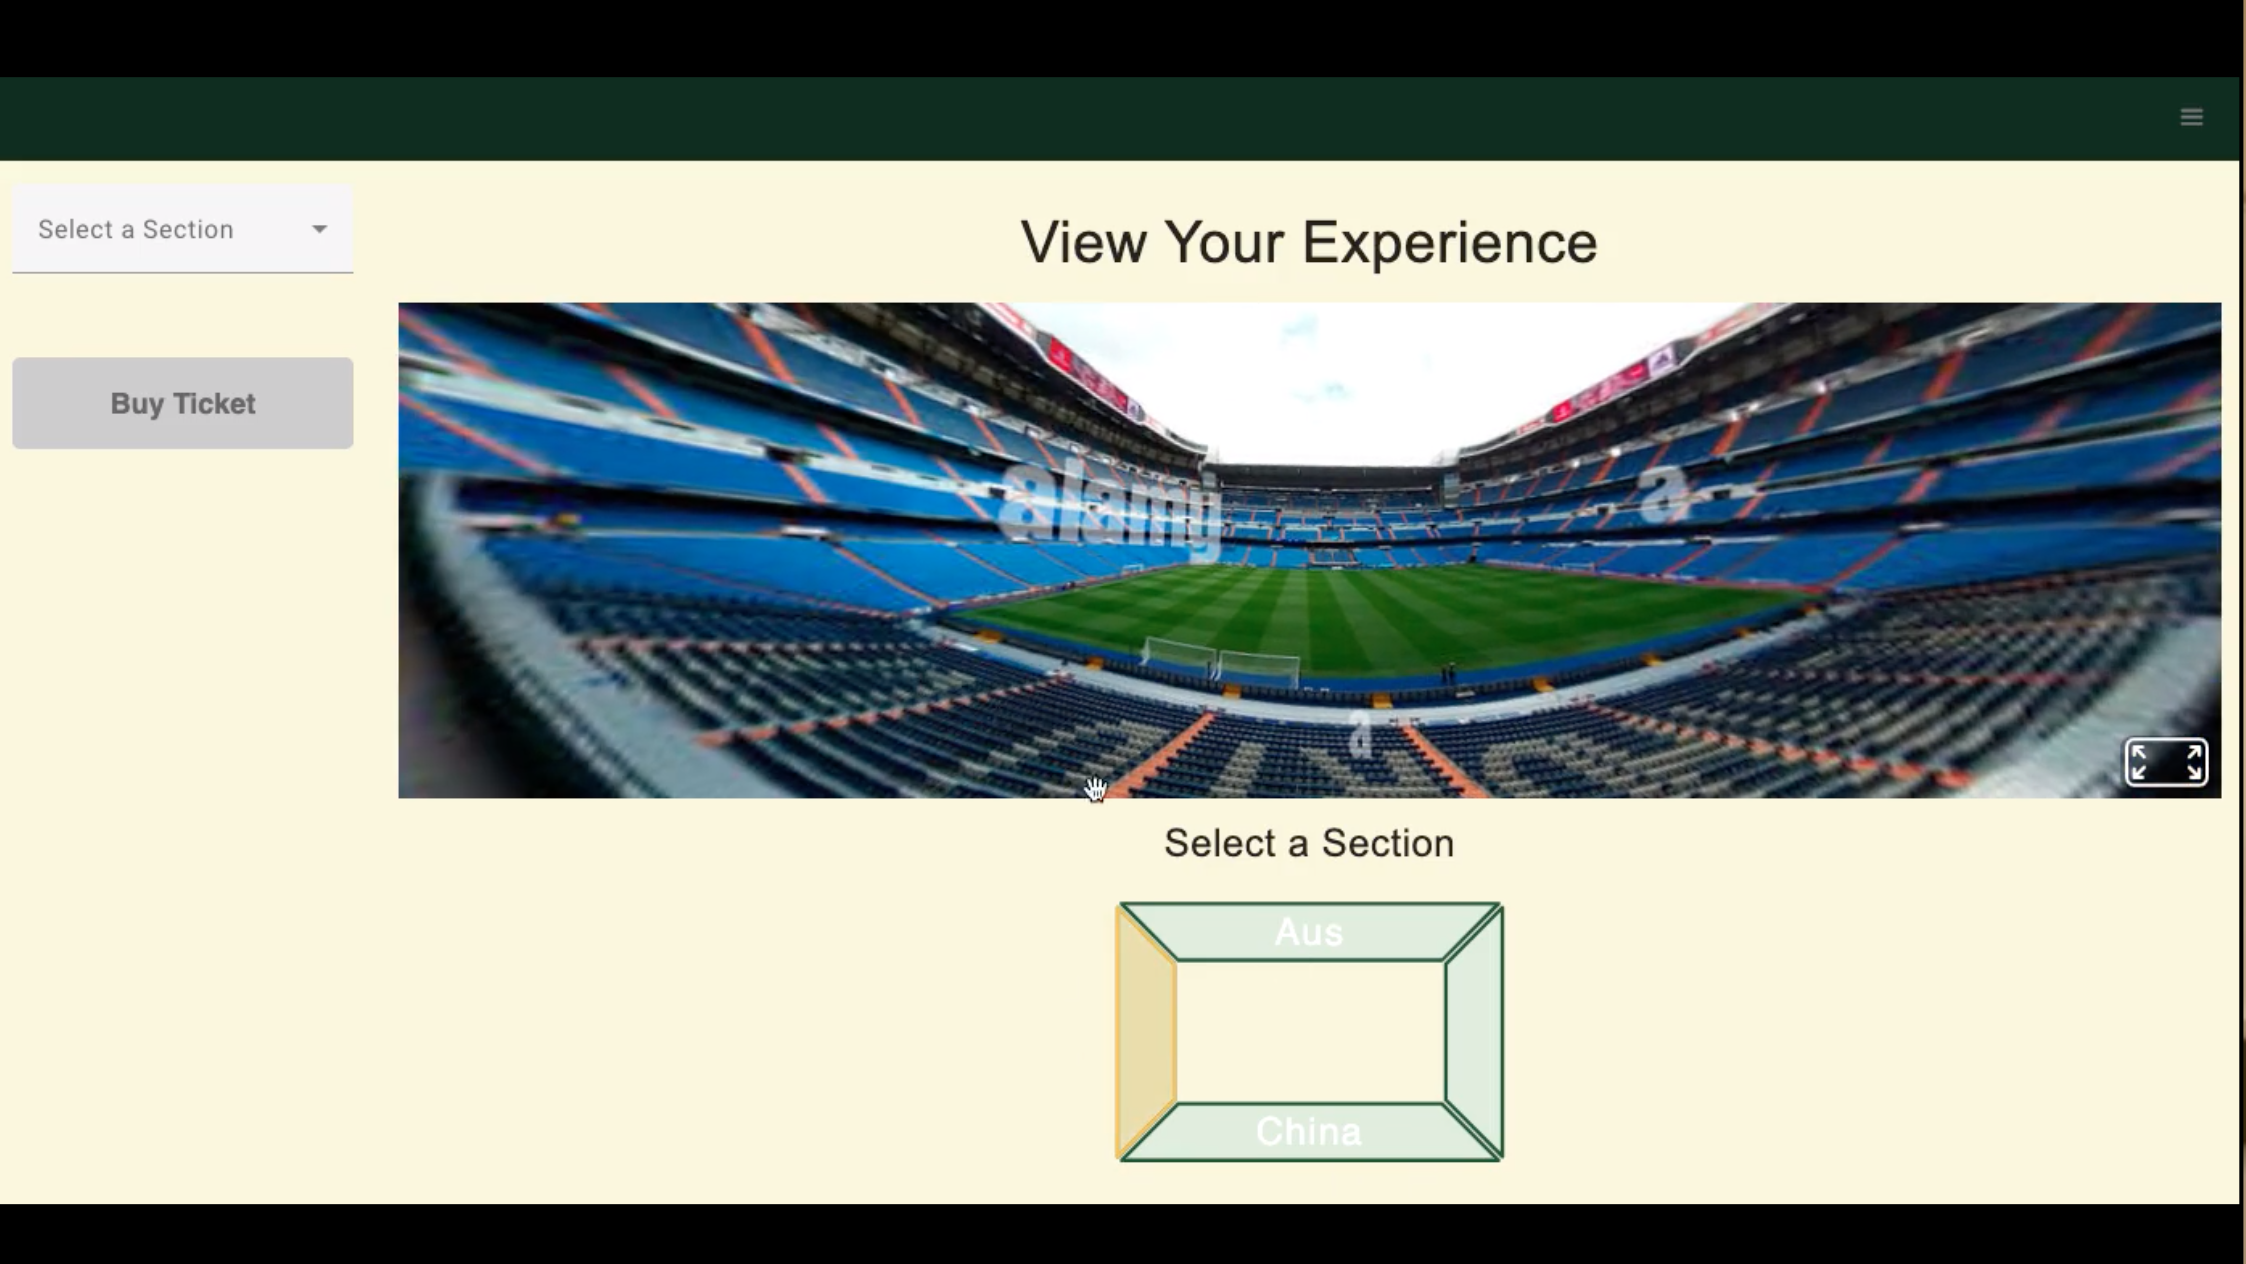 Select a Section
View Your Experience
Buy Ticket
alamy
a
a
Select a Section
Aus
China